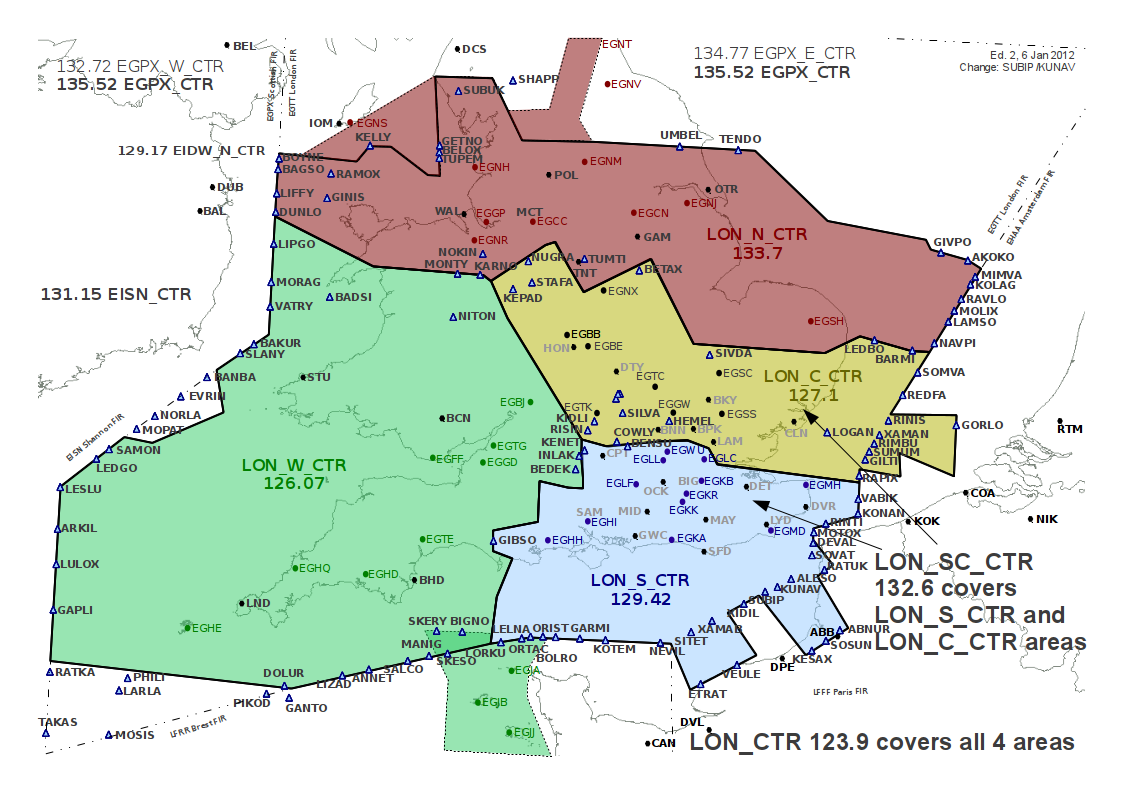 BEL
DCS
EGNT
134.77 EGPX_E_CTR
135.52 EGPX_CTR
Ed. 2, 6 Jan 2012
Change: SUBIP/KUNAV
132.72 EGPX_W_CTR
135.52 EGPX_CTR
EGPX Scottish FIR
EGTT London FIR
SHAPP
SUBUK
EGNV
IOM
EGNS
KELLY
GETNO
BELOX
TUPEM
UMBEL
TENDO
129.17 EIDW_N_CTR
BOYNE
BAGSO
RAMOX
EGNH
POL
EGNM
DUB
LIFFY
GINIS
OTR
BAL
DUNLO
WAL
EGGP
MCT
EGCC
EGCN
EGNJ
EGTT London FIR
EHAA Amsterdam FIR
LON_N_CTR
133.7
EGNR
GAM
LIPGO
NOKIN
MONTY
KARNO
NUGRA
TUMTI
TNT
BETAX
GIVPO
AKOKO
MIMVA
KOLAG
RAVLO
MOLIX
LAMSO
NAVPI
MORAG
BADSI
VATRY
131.15 EISN_CTR
STAFA
KEPAD
EGNX
NITON
EGSH
BAKUR
SLANY
EGBB
HON
EGBE
SIVDA
LEDBO
BARMI
SOMVA
BANBA
STU
DTY
EGTC
EGSC
LON_C_CTR
127.1
REDFA
EVRIN
EGBJ
BKY
NORLA
MOPAT
BCN
EGTK
KIDLI
RISIN
SILVA
EGGW
HEMEL
EGSS
BNN
BPK
CLN
LOGAN
RINIS
XAMAN
RIMBU
SUMUM
GILTI
GORLO
RTM
EISN Shannon FIR
SAMON
LEDGO
LON_W_CTR
126.07
EGTG
EGFF
EGGD
KENET
INLAK
BEDEK
COWLY
BENSU
LAM
CPT
EGWU
EGLL
EGLC
RAPIX
LESLU
EGLF
OCK
BIG
EGKB
EGKR
EGKK
DET
EGMH
VABIK
KONAN
COA
ARKIL
SAM
EGHI
MID
MAY
LYD
EGMD
DVR
RINTI
MOTOX
DEVAL
KOK
NIK
EGTE
GIBSO
EGHH
GWC
EGKA
SFD
SOVAT
RATUK
LULOX
EGHQ
EGHD
BHD
LON_S_CTR
129.42
ALESO
KUNAV
SUBIP
KIDIL
LON_SC_CTR
132.6 covers
LON_S_CTR and
LON_C_CTR areas
GAPLI
LND
EGHE
SKERY
BIGNO
LELNA
ORIST
GARMI
XAMAB
ABB
ABNUR
SOSUN
MANIG
LORKU
ORTAC
BOLRO
KOTEM
SITET
NEVIL
SKESO
SALCO
ANNET
LIZAD
DOLUR
RATKA
PHILI
LARLA
PIKOD
GANTO
EGJA
VEULE
DPE
KESAX
ETRAT
LFFF Paris FIR
EGJB
TAKAS
MOSIS
LFRR Brest FIR
EGJJ
CAN
DVL
LON_CTR 123.9 covers all 4 areas